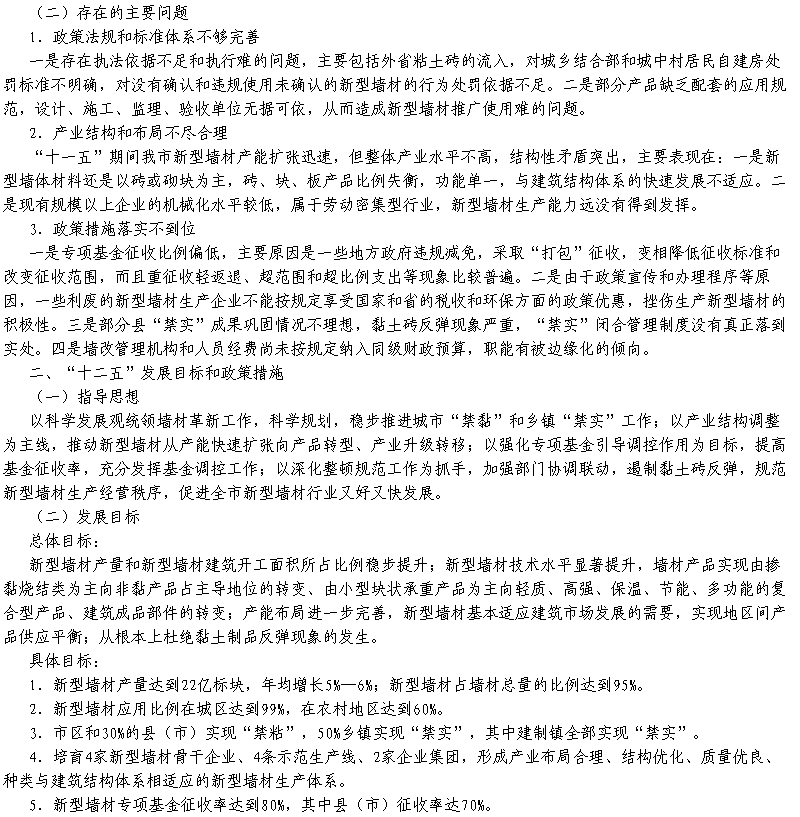 （二）存在的主要问题
1．政策法规和标准体系不够完善
一是存在执法依据不足和执行难的问题，主要包括外省粘土砖的流入，对城乡结合部和城中村居民自建房处
罚标准不明确，对没有确认和违规使用未确认的新型墙材的行为处罚依据不足。二是部分产品缺乏配套的应用规
范，设计、施工、监理、验收单位无据可依，从而造成新型墙材推广使用难的问题。
2．产业结构和布局不尽合理
“十一五”期间我市新型墙材产能扩张迅速，但整体产业水平不高，结构性矛盾突出，主要表现在：一是新
型墙体材料还是以砖或砌块为主，砖、块、板产品比例失衡，功能单一，与建筑结构体系的快速发展不适应。二
是现有规模以上企业的机械化水平较低，属于劳动密集型行业，新型墙材生产能力远没有得到发挥。
3．政策措施落实不到位
一是专项基金征收比例偏低，主要原因是一些地方政府违规减免，采取“打包”征收，变相降低征收标准和
改变征收范围，而且重征收轻返退、超范围和超比例支出等现象比较普遍。二是由于政策宣传和办理程序等原
因，一些利废的新型墙材生产企业不能按规定享受国家和省的税收和环保方面的政策优惠，挫伤生产新型墙材的
积极性。三是部分县“禁实”成果巩固情况不理想，黏土砖反弹现象严重，“禁实”闭合管理制度没有真正落到
实处。四是墙改管理机构和人员经费尚未按规定纳入同级财政预算，职能有被边缘化的倾向。
二、“十二五”发展目标和政策措施
（一）指导思想
以科学发展观统领墙材革新工作，科学规划，稳步推进城市“禁黏”和乡镇“禁实”工作；以产业结构调整
为主线，推动新型墙材从产能快速扩张向产品转型、产业升级转移；以强化专项基金引导调控作用为目标，提高
基金征收率，充分发挥基金调控工作；以深化整顿规范工作为抓手，加强部门协调联动，遏制黏土砖反弹，规范
新型墙材生产经营秩序，促进全市新型墙材行业又好又快发展。
（二）发展目标
总体目标：
新型墙材产量和新型墙材建筑开工面积所占比例稳步提升；新型墙材技术水平显著提升，墙材产品实现由掺
黏烧结类为主向非黏产品占主导地位的转变、由小型块状承重产品为主向轻质、高强、保温、节能、多功能的复
合型产品、建筑成品部件的转变；产能布局进一步完善，新型墙材基本适应建筑市场发展的需要，实现地区间产
品供应平衡；从根本上杜绝黏土制品反弹现象的发生。
具体目标：
1．新型墙材产量达到22亿标块，年均增长5%—6%；新型墙材占墙材总量的比例达到95%。
2．新型墙材应用比例在城区达到99%，在农村地区达到60%。
3．市区和30%的县（市）实现“禁粘”，50%乡镇实现“禁实”，其中建制镇全部实现“禁实”。
4．培育4家新型墙材骨干企业、4条示范生产线、2家企业集团，形成产业布局合理、结构优化、质量优良、
种类与建筑结构体系相适应的新型墙材生产体系。
5．新型墙材专项基金征收率达到80%，其中县（市）征收率达70%。